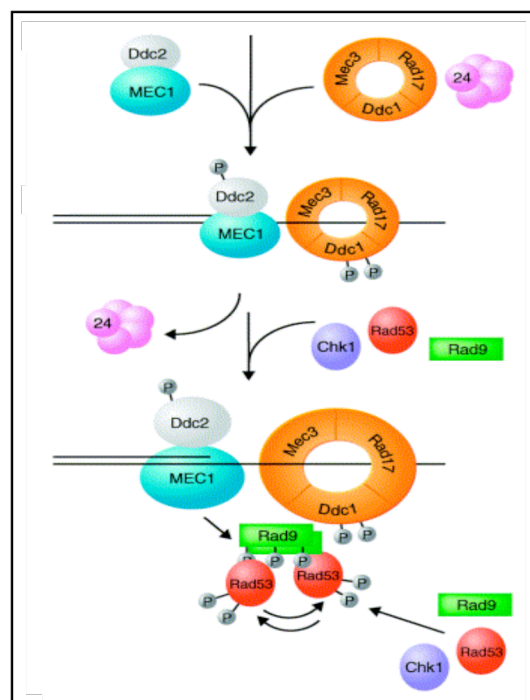 Ddc2
MEC1
Mec3
Rad17
Ddc1
24
P
Ddc2
MEC1
Mec3
Rad17
Ddc1
P
P
24
Chk1
Rad53
Rad9
P
Ddc2
MEC1
Mec3
Rad17
Ddc1
P
P
Rad9
P
P
P
Rad53
Rad53
P
P
P
P
Rad9
Chk1
Rad53